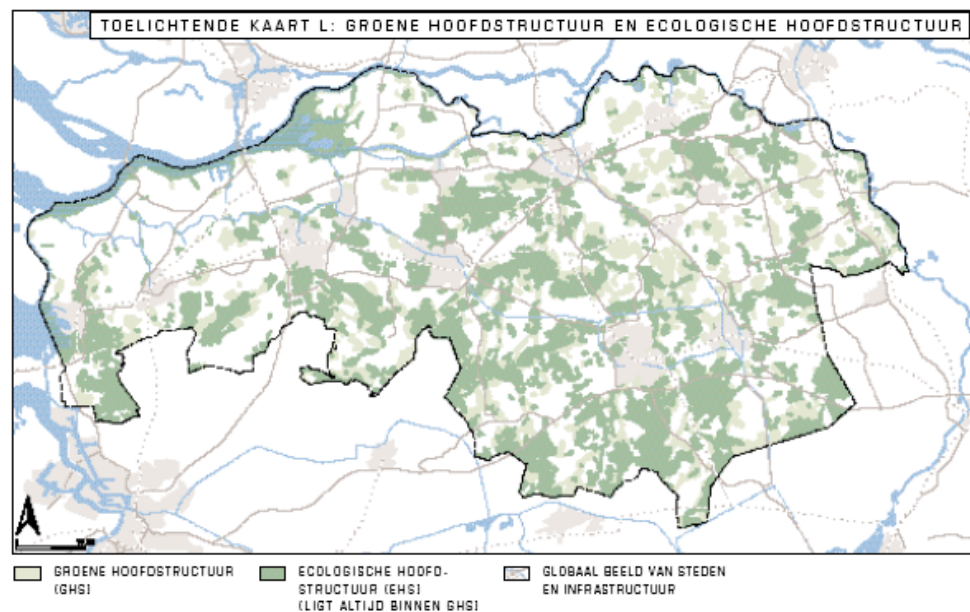 TOELICHTENDE KAART L: GROENE HOOFDSTRUCTUUR EN ECOLOGISCHE HOOFDSTRUCTUUR
GROENE HOOFDSTRUCTUUR
(GHS)
ECOLOGISCHE HOOFD-
STRUCTUUR (EHS)
(LIGT ALTIJD BINNEN GHS)
GLOBAAL BEELD VAN STEDEN
EN INFRASTRUCTUUR